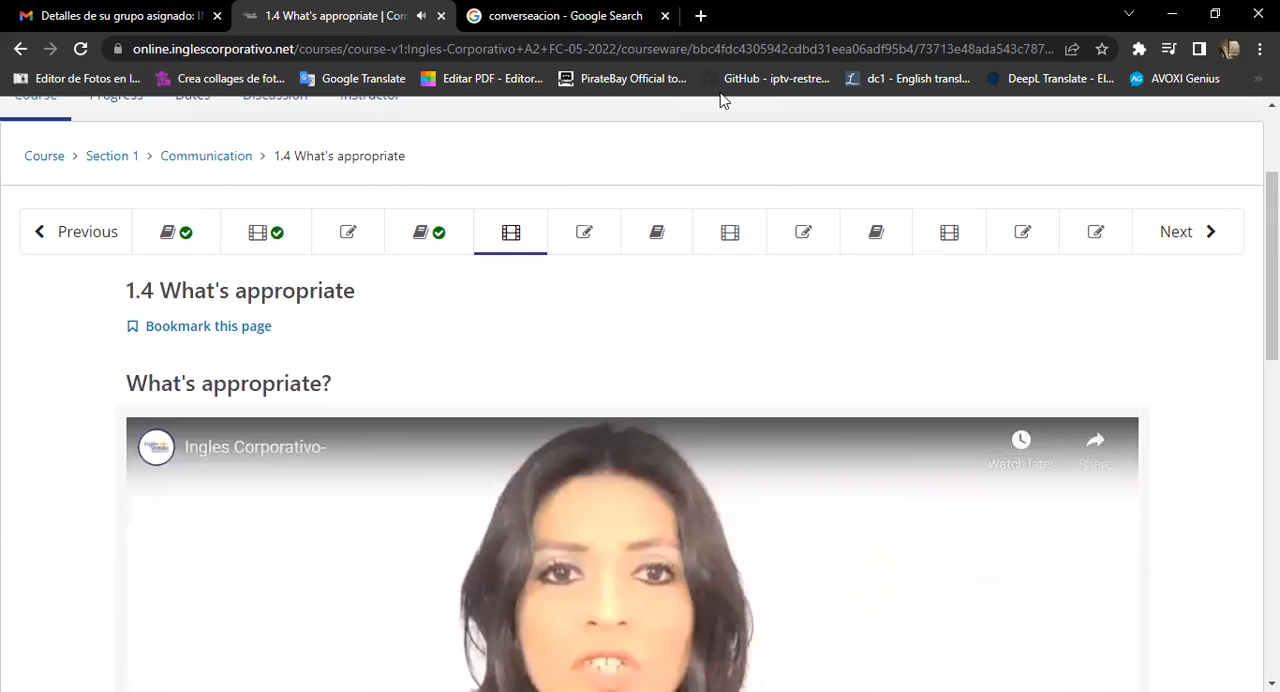 Detalles de su grupo asignado: I
1.4 What's appropriate | Com
converseacion - Google Search
online.inglescorporativo.net/courses/course-v1:Ingles-Corporativo+A2+FC-05-2022/courseware/bbc4fdc4305942cdbd31eea06adf95b4/73713e48ada543c787...
Editor de Fotos en l...
Crea collages de fot...
Google Translate
Editar PDF - Editor...
PirateBay Official to...
GitHub - iptv-restre...
dc1 - English transl...
DeepL Translate - El...
AVOXI Genius
Course
Progress
Dates
Discussion
Instructor
Course > Section 1 > Communication > 1.4 What's appropriate
Previous
Next
1.4 What's appropriate
Bookmark this page
What's appropriate?
Ingles Corporativo-
Watch later
Share